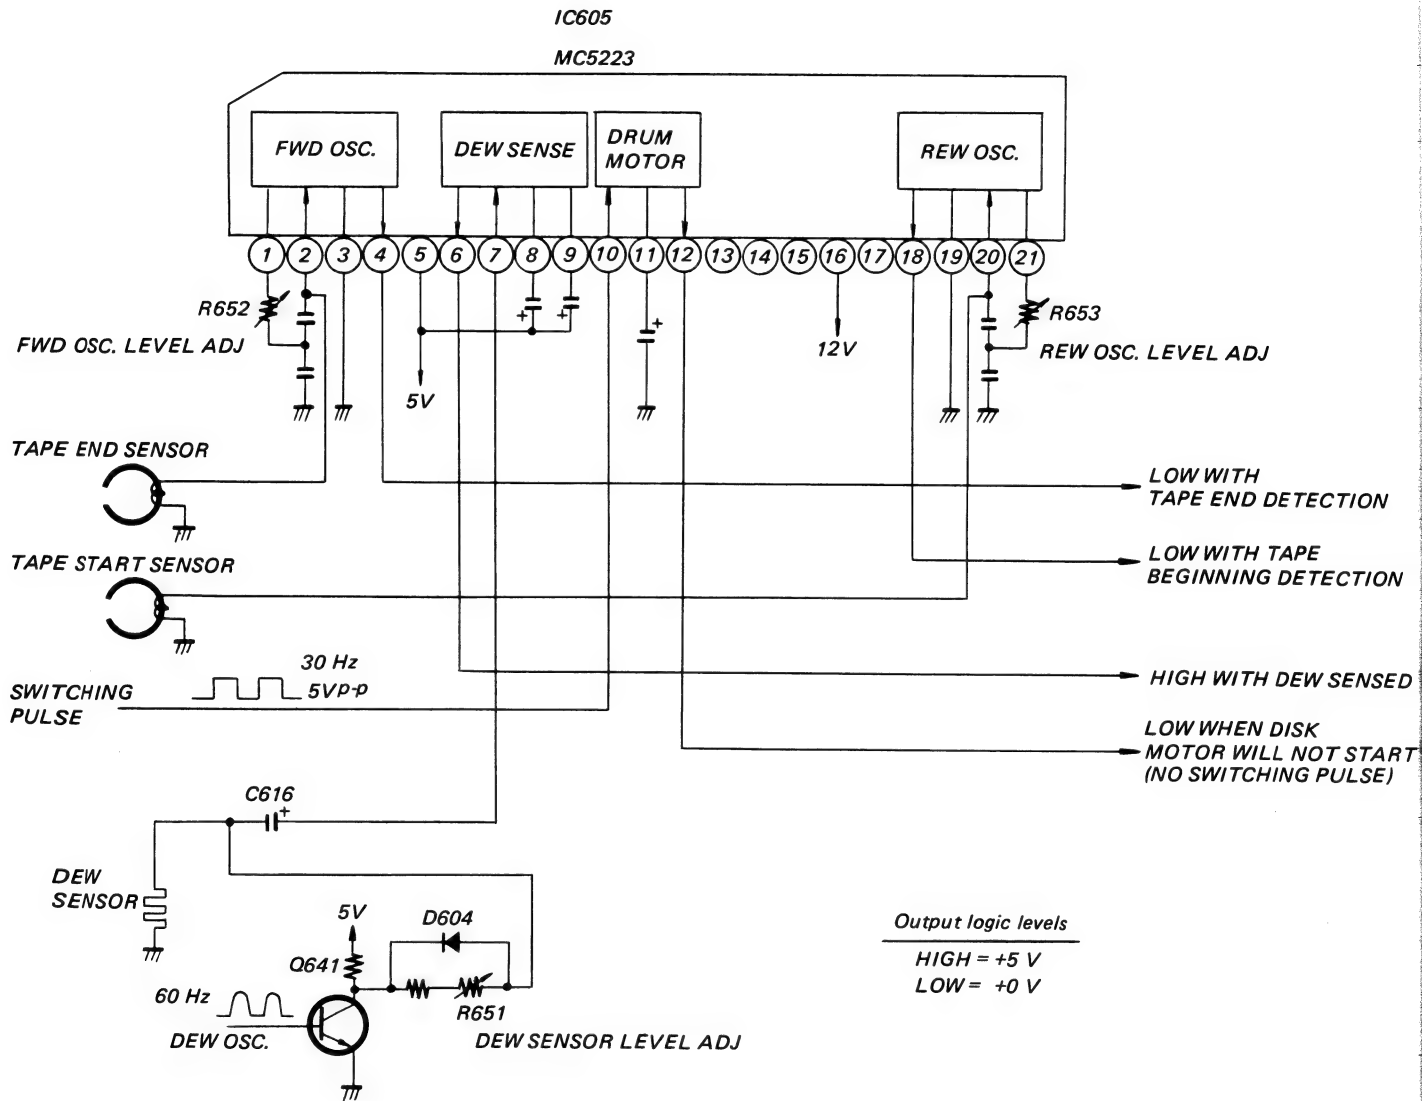 IC605
MC5223
FWD OSC.
DEW SENSE
DRUM
MOTOR
REW OSC.
1 2 3 4 5 6 7 8 9 10 11 12 13 14 15 16 17 18 19 20 21
R652
+ +
+
R653
FWD OSC. LEVEL ADJ
12V
REW OSC. LEVEL ADJ
5V
TAPE END SENSOR
LOW WITH
TAPE END DETECTION
TAPE START SENSOR
LOW WITH TAPE
BEGINNING DETECTION
30 Hz
5Vp-p
SWITCHING
PULSE
HIGH WITH DEW SENSED
LOW WHEN DISK
MOTOR WILL NOT START
(NO SWITCHING PULSE)
C616
+
DEW
SENSOR
5V
D604
Q641
60 Hz
R651
DEW OSC.
DEW SENSOR LEVEL ADJ
Output logic levels
HIGH = +5 V
LOW = +0 V